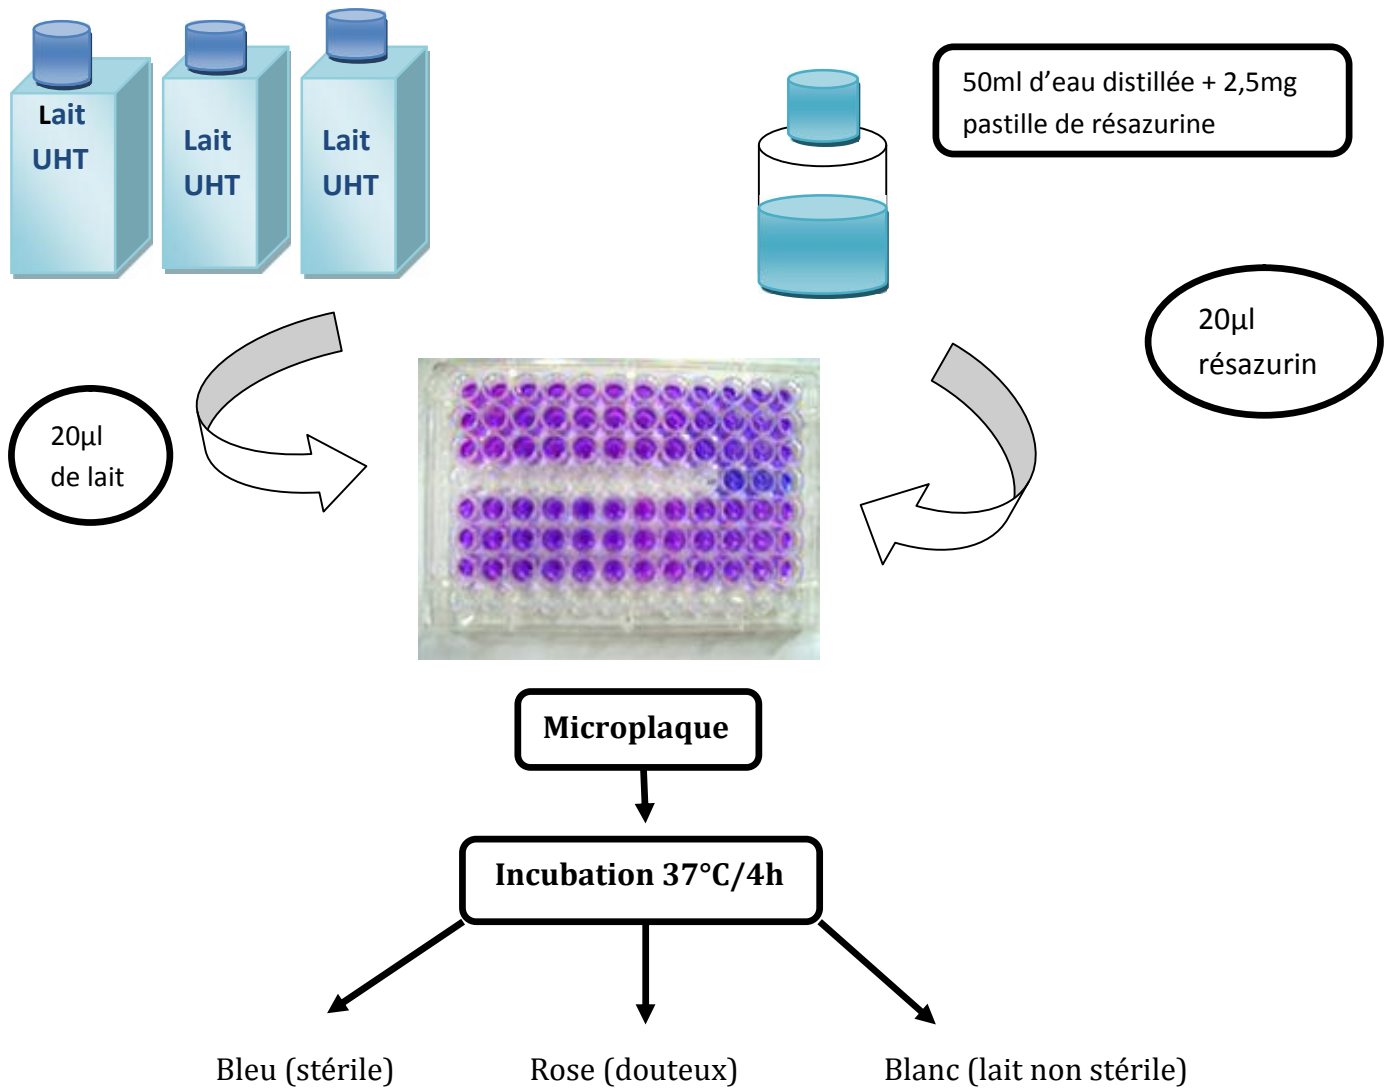 Lait
UHT
Lait
UHT
Lait
UHT
50ml d’eau distillée + 2,5mg
pastille de résazurine
20µl
résazurin
20µl
de lait
Microplaque
Incubation 37°C/4h
Bleu (stérile)
Rose (douteux)
Blanc (lait non stérile)